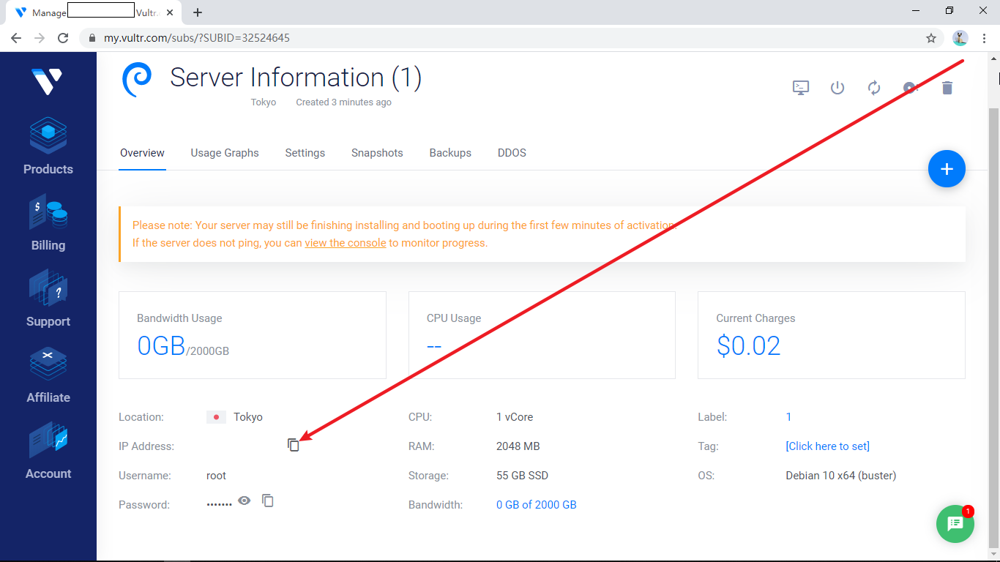 Manage Vultr.
my.vultr.com/subs/?SUBID=32524645
Server Information (1)
Tokyo Created 3 minutes ago
Products
Billing
Support
Affiliate
Account
Overview Usage Graphs Settings Snapshots Backups DDOS
+
Please note: Your server may still be finishing installing and booting up during the first few minutes of activation.
If the server does not ping, you can view the console to monitor progress.
Bandwidth Usage
0GB/2000GB
CPU Usage
--
Current Charges
$0.02
Location: Tokyo
IP Address:
Username: root
Password: •••••••
CPU: 1 vCore
RAM: 2048 MB
Storage: 55 GB SSD
Bandwidth: 0 GB of 2000 GB
Label: 1
Tag: [Click here to set]
OS: Debian 10 x64 (buster)
1